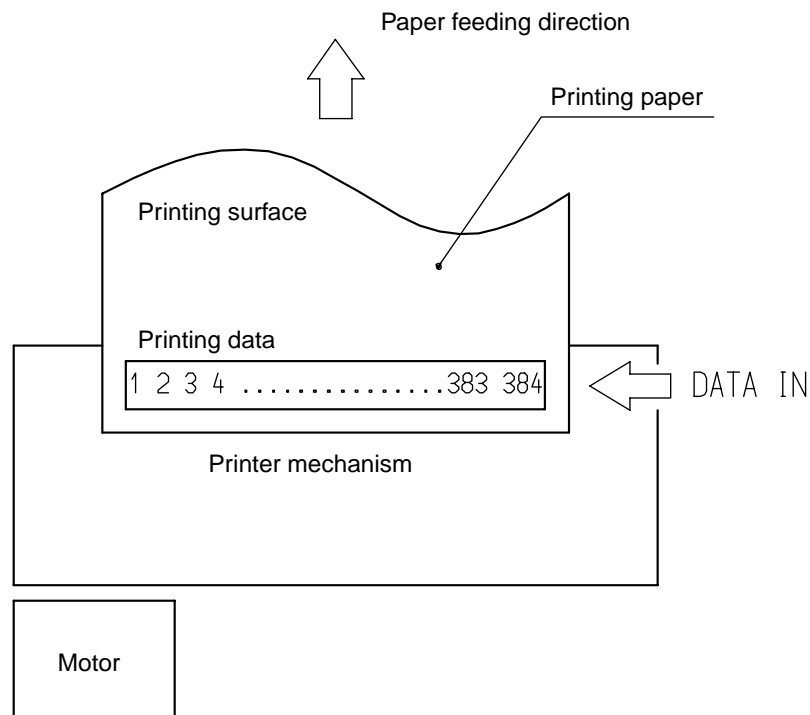 Paper feeding direction
Printing paper
Printing surface
Printing data
1 2 3 4 ...............383 384
DATA IN
Printer mechanism
Motor